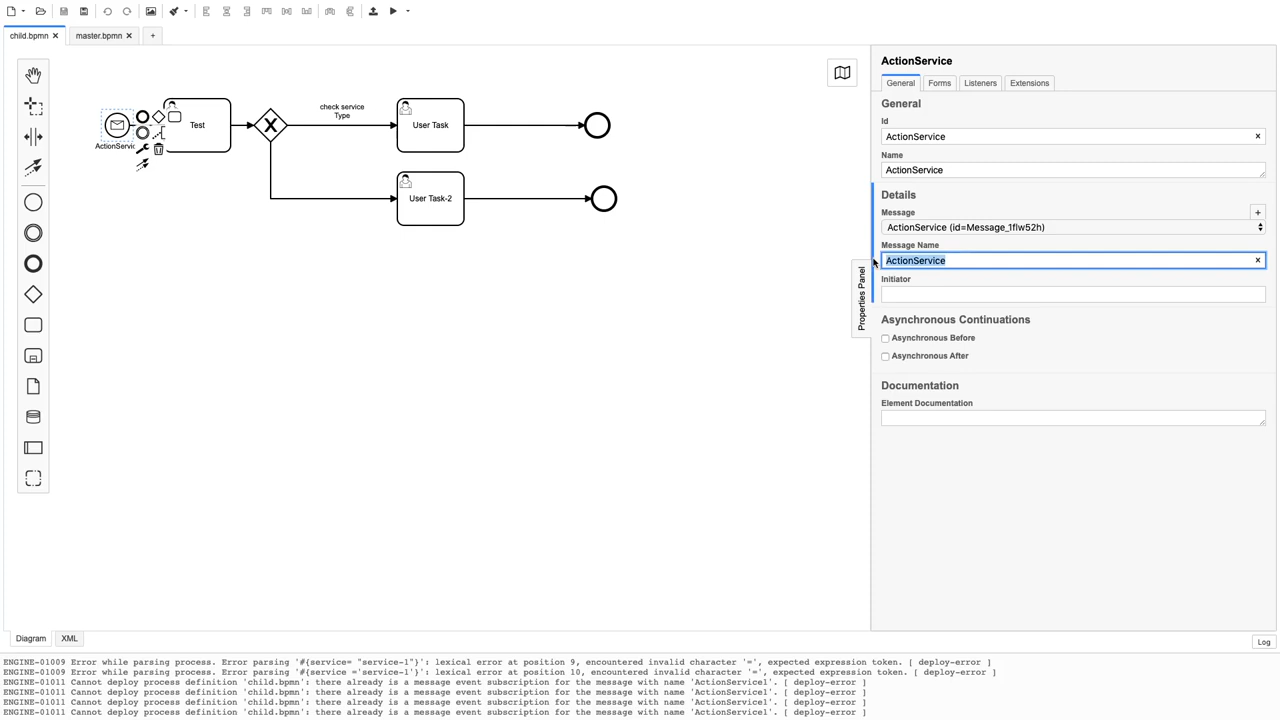 child.bpmn ×
master.bpmn ×
+
ActionServic
Test
X
check service
Type
User Task
User Task-2
Properties Panel
ActionService
General
Forms
Listeners
Extensions
General
Id
ActionService ×
Name
ActionService
Details
Message +
ActionService (id=Message_1flw52h)
Message Name
ActionService ×
Initiator
Asynchronous Continuations
Asynchronous Before
Asynchronous After
Documentation
Element Documentation
Diagram
XML
Log
ENGINE-01009 Error while parsing process. Error parsing '#{service= "service-1"}': lexical error at position 9, encountered invalid character '=', expected expression token. [ deploy-error ]
ENGINE-01009 Error while parsing process. Error parsing '#{service ='service-1'}': lexical error at position 10, encountered invalid character '=', expected expression token. [ deploy-error ]
ENGINE-01011 Cannot deploy process definition 'child.bpmn': there already is a message event subscription for the message with name 'ActionService1'. [ deploy-error ]
ENGINE-01011 Cannot deploy process definition 'child.bpmn': there already is a message event subscription for the message with name 'ActionService1'. [ deploy-error ]
ENGINE-01011 Cannot deploy process definition 'child.bpmn': there already is a message event subscription for the message with name 'ActionService1'. [ deploy-error ]
ENGINE-01011 Cannot deploy process definition 'child.bpmn': there already is a message event subscription for the message with name 'ActionService1'. [ deploy-error ]